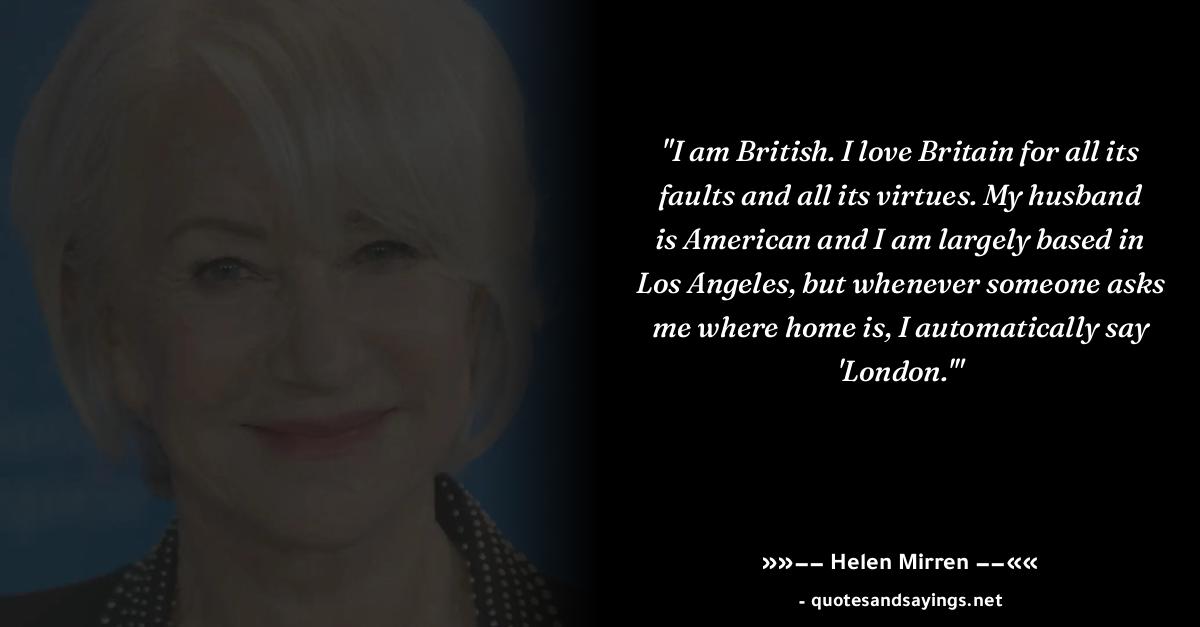 "I am British. I love Britain for all its
faults and all its virtues. My husband
is American and I am largely based in
Los Angeles, but whenever someone asks
me where home is, I automatically say
'London.'"
»»–– Helen Mirren ––««
- quotesandsayings.net